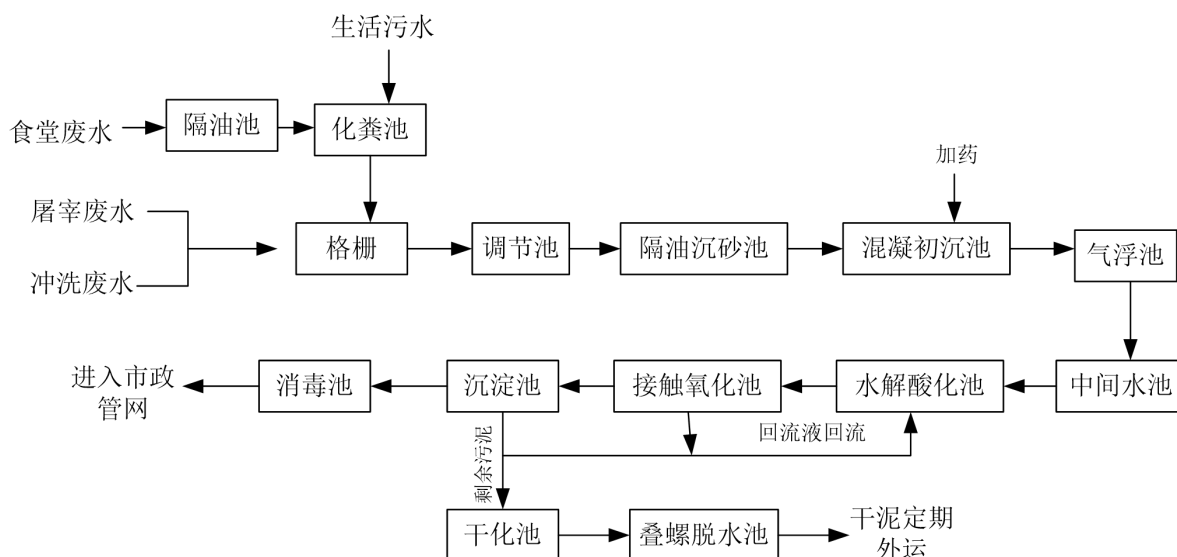 生活污水
食堂废水
隔油池
化粪池
加药
屠宰废水
冲洗废水
格栅
调节池
隔油沉砂池
混凝初沉池
气浮池
进入市政
管网
消毒池
沉淀池
接触氧化池
水解酸化池
中间水池
回流液回流
剩余污泥
干化池
叠螺脱水池
干泥定期
外运